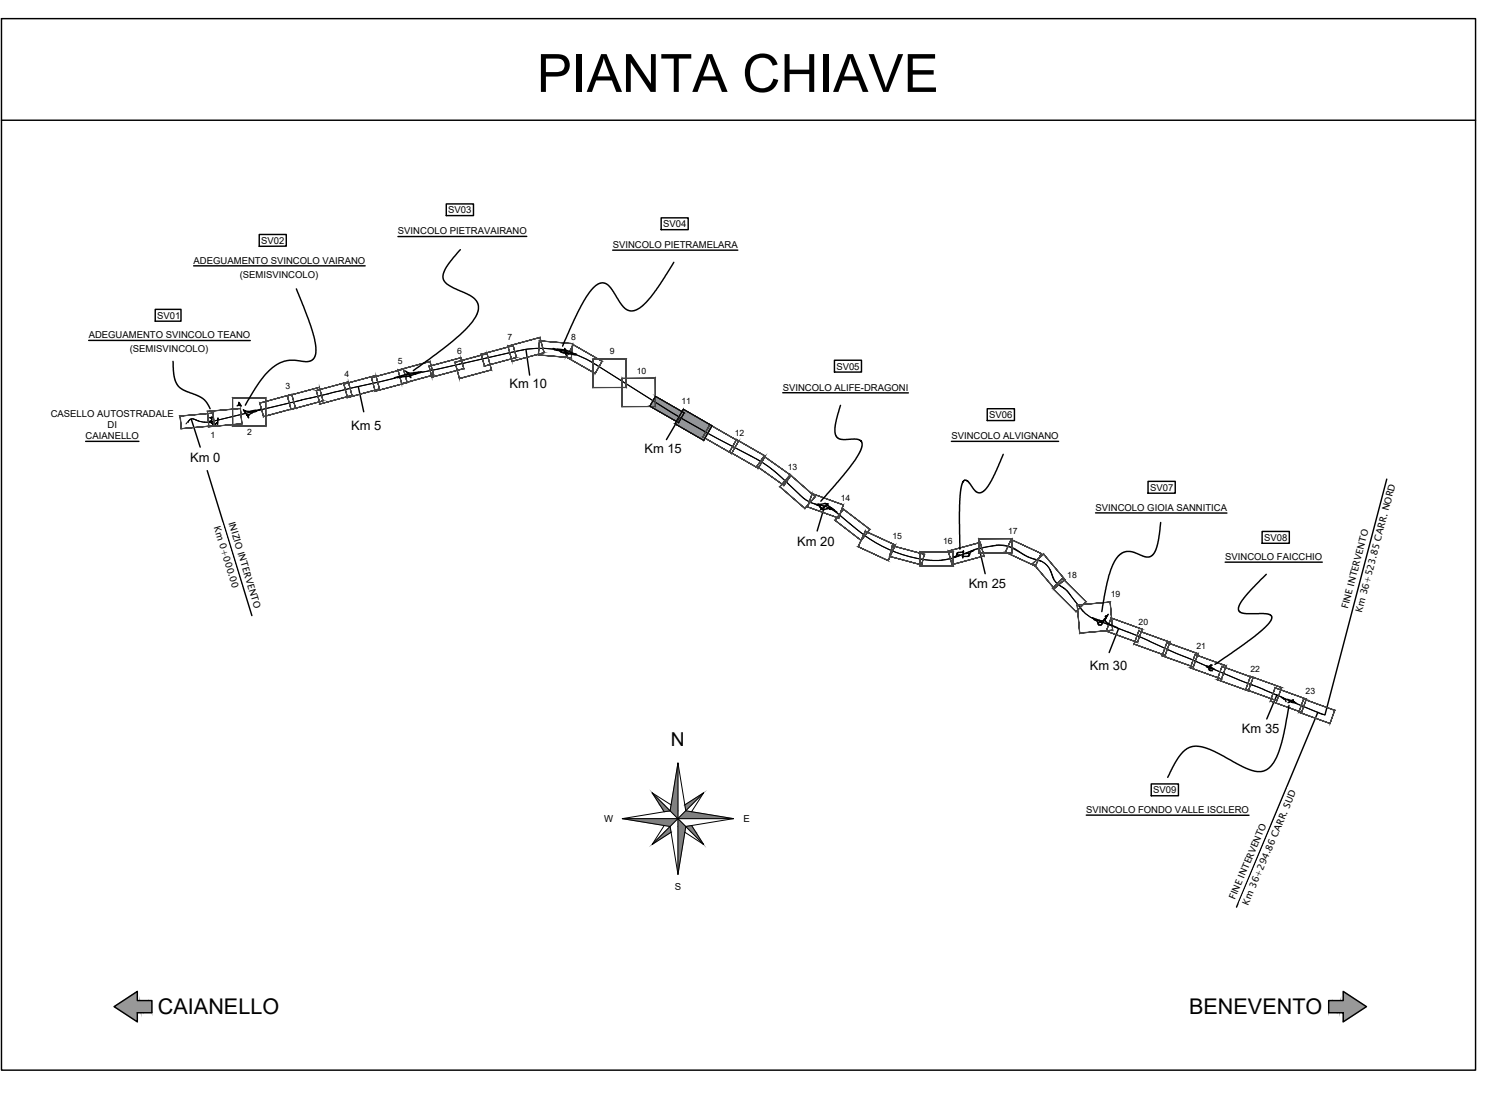 PIANTA CHIAVE
SV01
ADEGUAMENTO SVINCOLO TEANO
(SEMISVINCOLO)
SV02
ADEGUAMENTO SVINCOLO VAIRANO
(SEMISVINCOLO)
SV03
SVINCOLO PIETRAVAIRANO
SV04
SVINCOLO PIETRAMELARA
SV05
SVINCOLO ALIFE-DRAGONI
SV06
SVINCOLO ALVIGNANO
SV07
SVINCOLO GIOIA SANNITICA
SV08
SVINCOLO FAICCHIO
SV09
SVINCOLO FONDO VALLE ISCLERO
CASELLO AUTOSTRADALE
DI
CAIANELLO
1
2
3
4
5
6
7
8
9
10
11
12
13
14
15
16
17
18
19
20
21
22
23
Km 0
Km 5
Km 10
Km 15
Km 20
Km 25
Km 30
Km 35
INIZIO INTERVENTO
Km 0+000.00
FINE INTERVENTO
Km 36+523.85 CARR. NORD
FINE INTERVENTO
Km 36+294.86 CARR. SUD
N
W
E
S
CAIANELLO
BENEVENTO